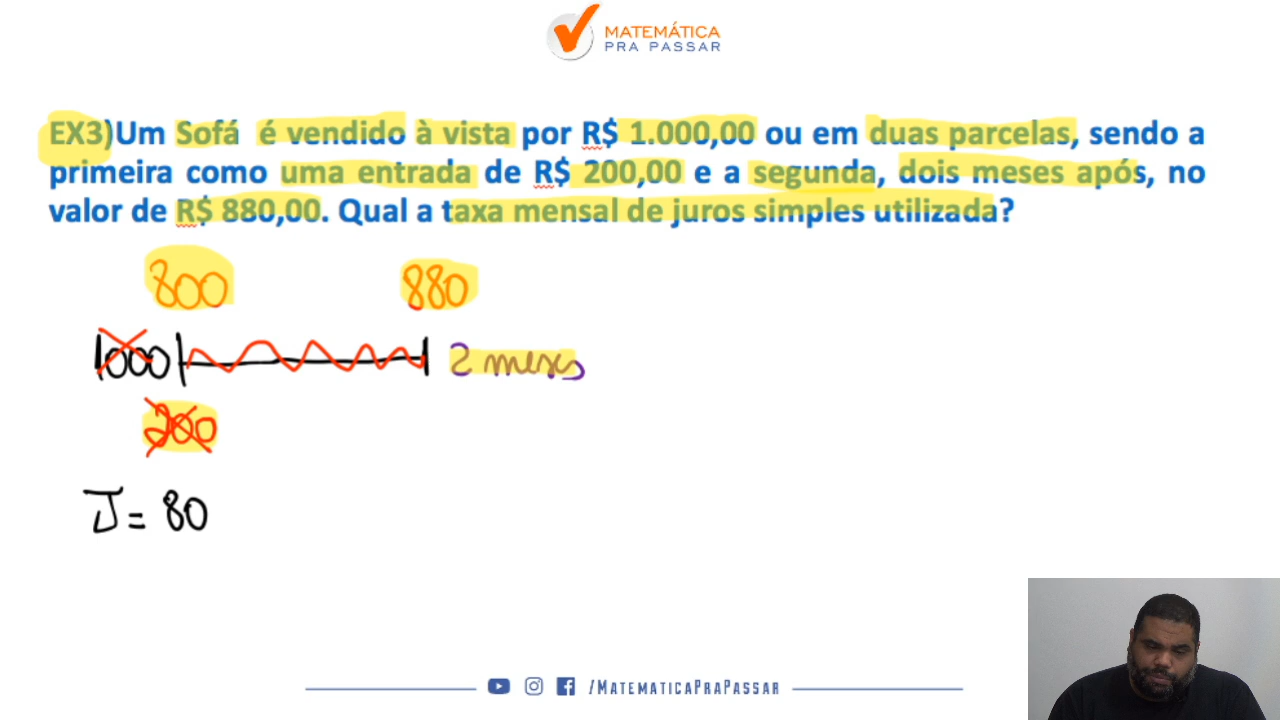 MATEMÁTICA
PRA PASSAR
EX3)Um Sofá é vendido à vista por R$ 1.000,00 ou em duas parcelas, sendo a
primeira como uma entrada de R$ 200,00 e a segunda, dois meses após, no
valor de R$ 880,00. Qual a taxa mensal de juros simples utilizada?
800 880
1000 2 meses
200
J = 80
/MATEMATICAPRAPASSAR